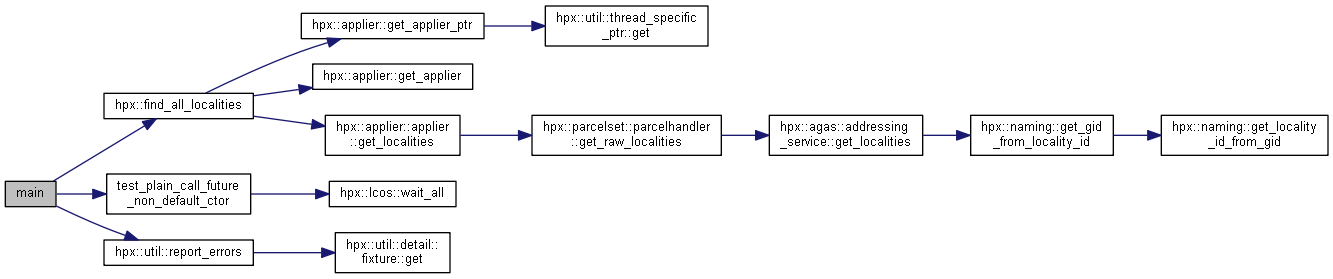 main
hpx::find_all_localities
hpx::applier::get_applier_ptr
hpx::util::thread_specific
_ptr::get
hpx::applier::get_applier
hpx::applier::applier
::get_localities
hpx::parcelset::parcelhandler
::get_raw_localities
hpx::agas::addressing
_service::get_localities
hpx::naming::get_gid
_from_locality_id
hpx::naming::get_locality
_id_from_gid
test_plain_call_future
_non_default_ctor
hpx::lcos::wait_all
hpx::util::report_errors
hpx::util::detail::
fixture::get